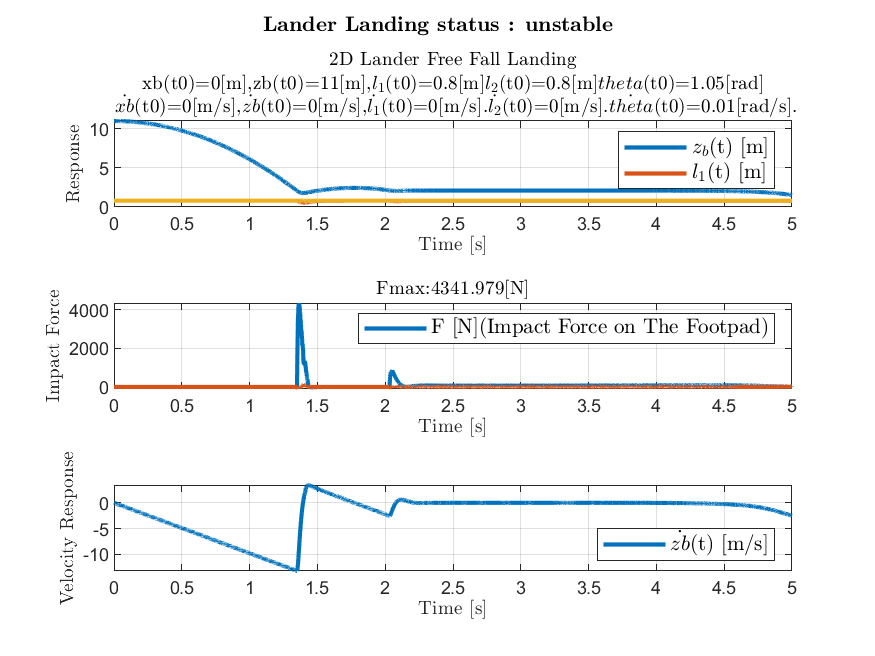 Lander Landing status : unstable
2D Lander Free Fall Landing
xb(t0)=0[m],zb(t0)=11[m],l₁(t0)=0.8[m]l₂(t0)=0.8[m]theta(t0)=1.05[rad]
ẋb(t0)=0[m/s],żb(t0)=0[m/s],l̇₁(t0)=0[m/s].l̇₂(t0)=0[m/s].thėta(t0)=0.01[rad/s].
Response
10
5
0
z_b(t) [m]
l₁(t) [m]
0 0.5 1 1.5 2 2.5 3 3.5 4 4.5 5
Time [s]
Fmax:4341.979[N]
Impact Force
4000
2000
0
F [N](Impact Force on The Footpad)
0 0.5 1 1.5 2 2.5 3 3.5 4 4.5 5
Time [s]
Velocity Response
0
-5
-10
żb(t) [m/s]
0 0.5 1 1.5 2 2.5 3 3.5 4 4.5 5
Time [s]